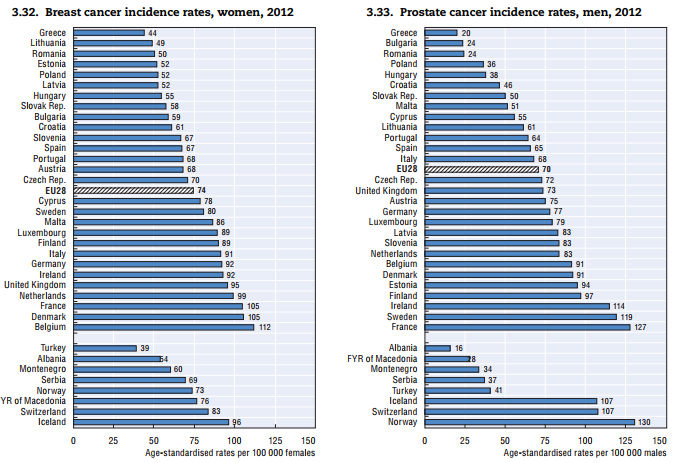 3.32. Breast cancer incidence rates, women, 2012
Greece 44
Lithuania 49
Romania 50
Estonia 52
Poland 52
Latvia 52
Hungary 55
Slovak Rep. 58
Bulgaria 59
Croatia 61
Slovenia 67
Spain 67
Portugal 68
Austria 68
Czech Rep. 70
EU28 74
Cyprus 78
Sweden 80
Malta 86
Luxembourg 89
Finland 89
Italy 91
Germany 92
Ireland 92
United Kingdom 95
Netherlands 99
France 105
Denmark 105
Belgium 112
Turkey 39
Albania 54
Montenegro 60
Serbia 69
Norway 73
YR of Macedonia 76
Switzerland 83
Iceland 96
0 25 50 75 100 125 150
Age-standardised rates per 100 000 females
3.33. Prostate cancer incidence rates, men, 2012
Greece 20
Bulgaria 24
Romania 24
Poland 36
Hungary 38
Croatia 46
Slovak Rep. 50
Malta 51
Cyprus 55
Lithuania 61
Portugal 64
Spain 65
Italy 68
EU28 70
Czech Rep. 72
United Kingdom 73
Austria 75
Germany 77
Luxembourg 79
Latvia 83
Slovenia 83
Netherlands 83
Belgium 91
Denmark 91
Estonia 94
Finland 97
Ireland 114
Sweden 119
France 127
Albania 16
FYR of Macedonia 28
Montenegro 34
Serbia 37
Turkey 41
Iceland 107
Switzerland 107
Norway 130
0 25 50 75 100 125 150
Age-standardised rates per 100 000 males